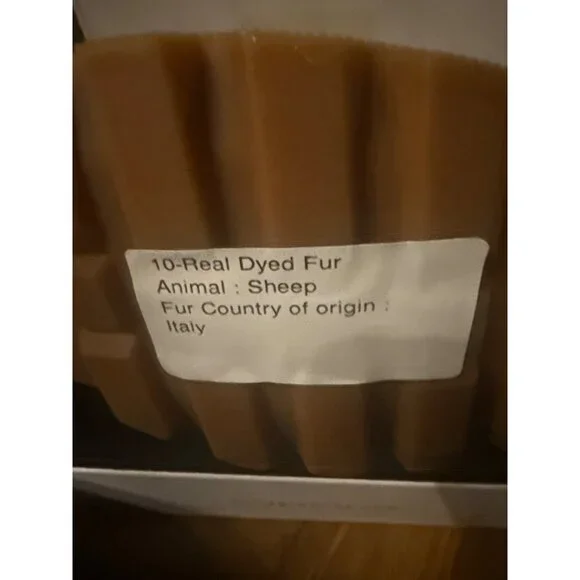 10-Real Dyed Fur
Animal : Sheep
Fur Country of origin :
Italy